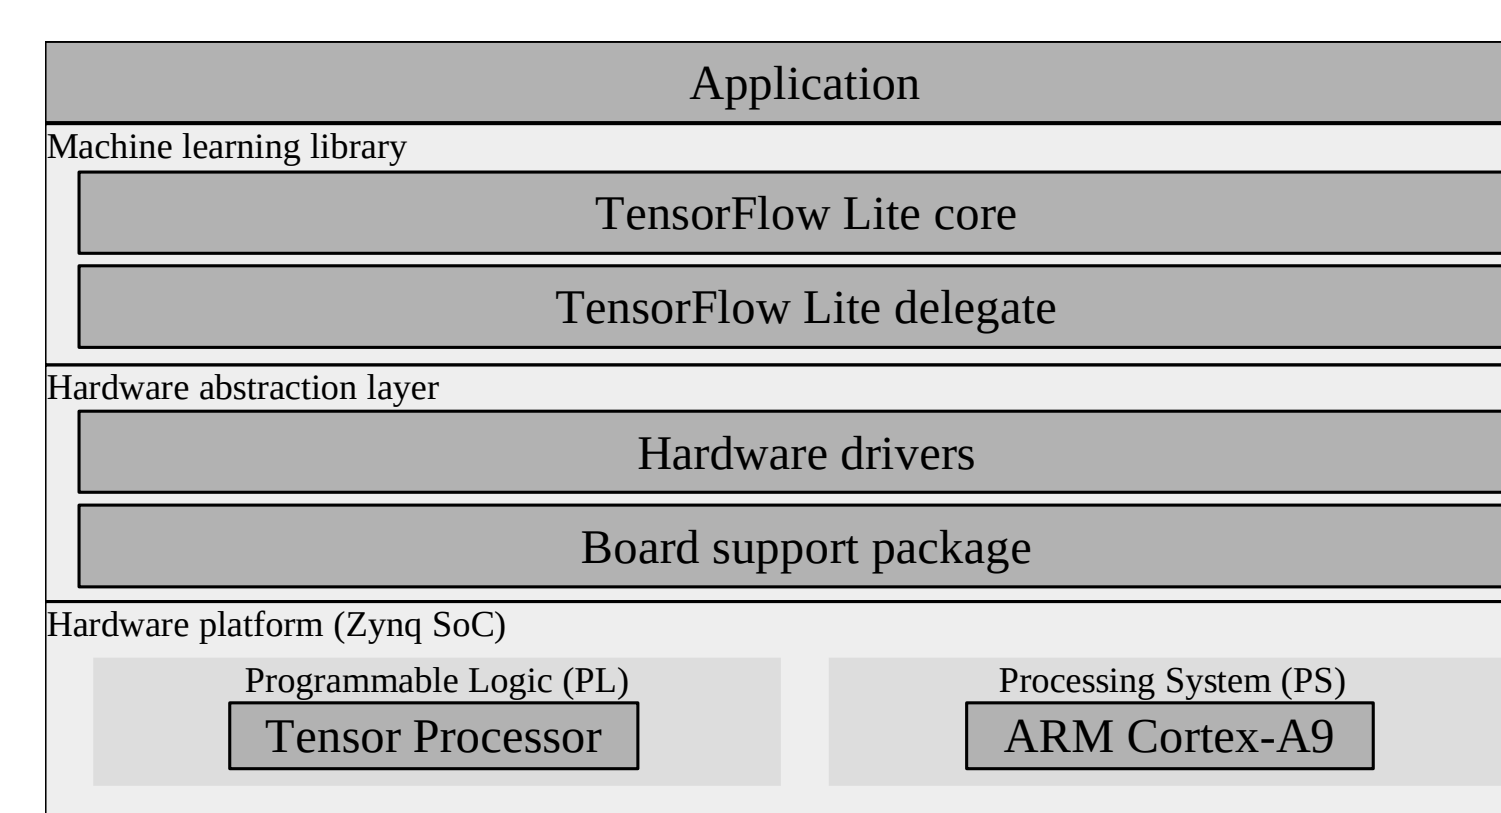 Application
Machine learning library
TensorFlow Lite core
TensorFlow Lite delegate
Hardware abstraction layer
Hardware drivers
Board support package
Hardware platform (Zynq SoC)
Programmable Logic (PL)
Processing System (PS)
Tensor Processor
ARM Cortex-A9